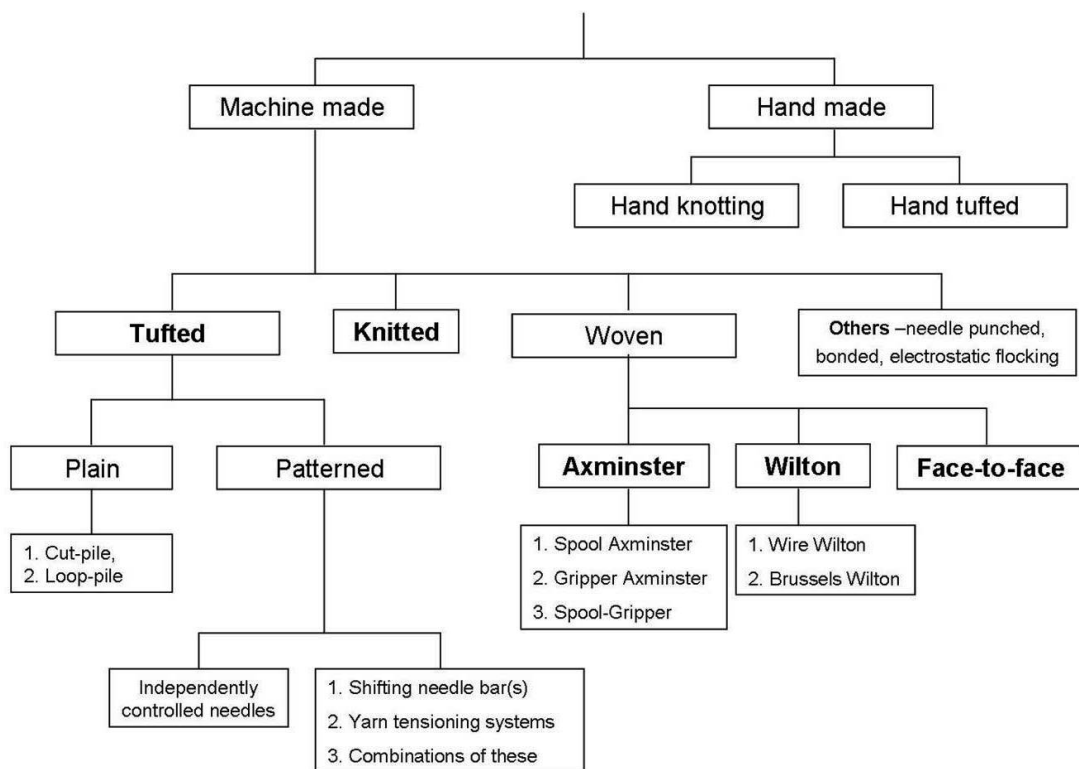 Machine made
Hand made
Hand knotting
Hand tufted
Tufted
Knitted
Woven
Others –needle punched,
bonded, electrostatic flocking
Plain
Patterned
Axminster
Wilton
Face-to-face
1. Cut-pile,
2. Loop-pile
1. Spool Axminster
2. Gripper Axminster
3. Spool-Gripper
1. Wire Wilton
2. Brussels Wilton
Independently
controlled needles
1. Shifting needle bar(s)
2. Yarn tensioning systems
3. Combinations of these